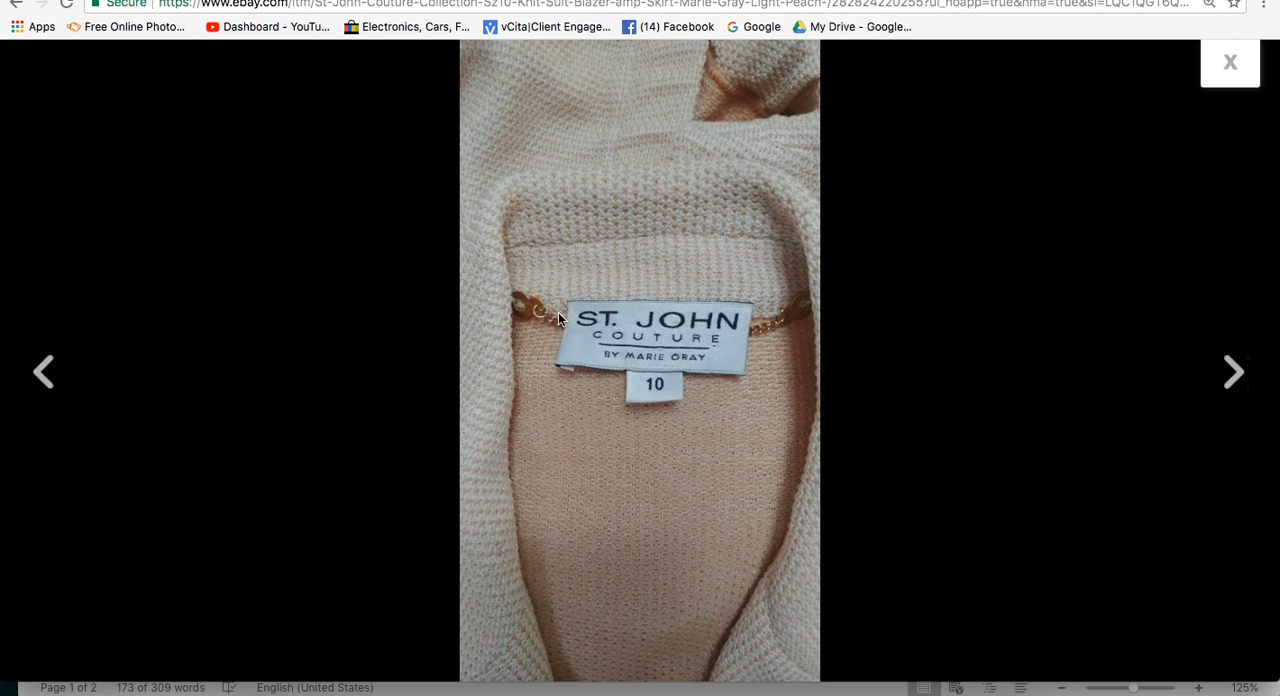 Secure https://www.ebay.com/itm/St-John-Couture-Collection-Sz10-Knit-Suit-Blazer-amp-Skirt-Marie-Gray-Light-Peach-/282824220255?ul_noapp=true&nma=true&si=
Apps Free Online Photo... Dashboard - YouTu... Electronics, Cars, F... vCita|Client Engage... (14) Facebook Google My Drive - Google...
X
ST. JOHN
COUTURE
BY MARIE GRAY
10
Page 1 of 2 173 of 309 words English (United States) 125%